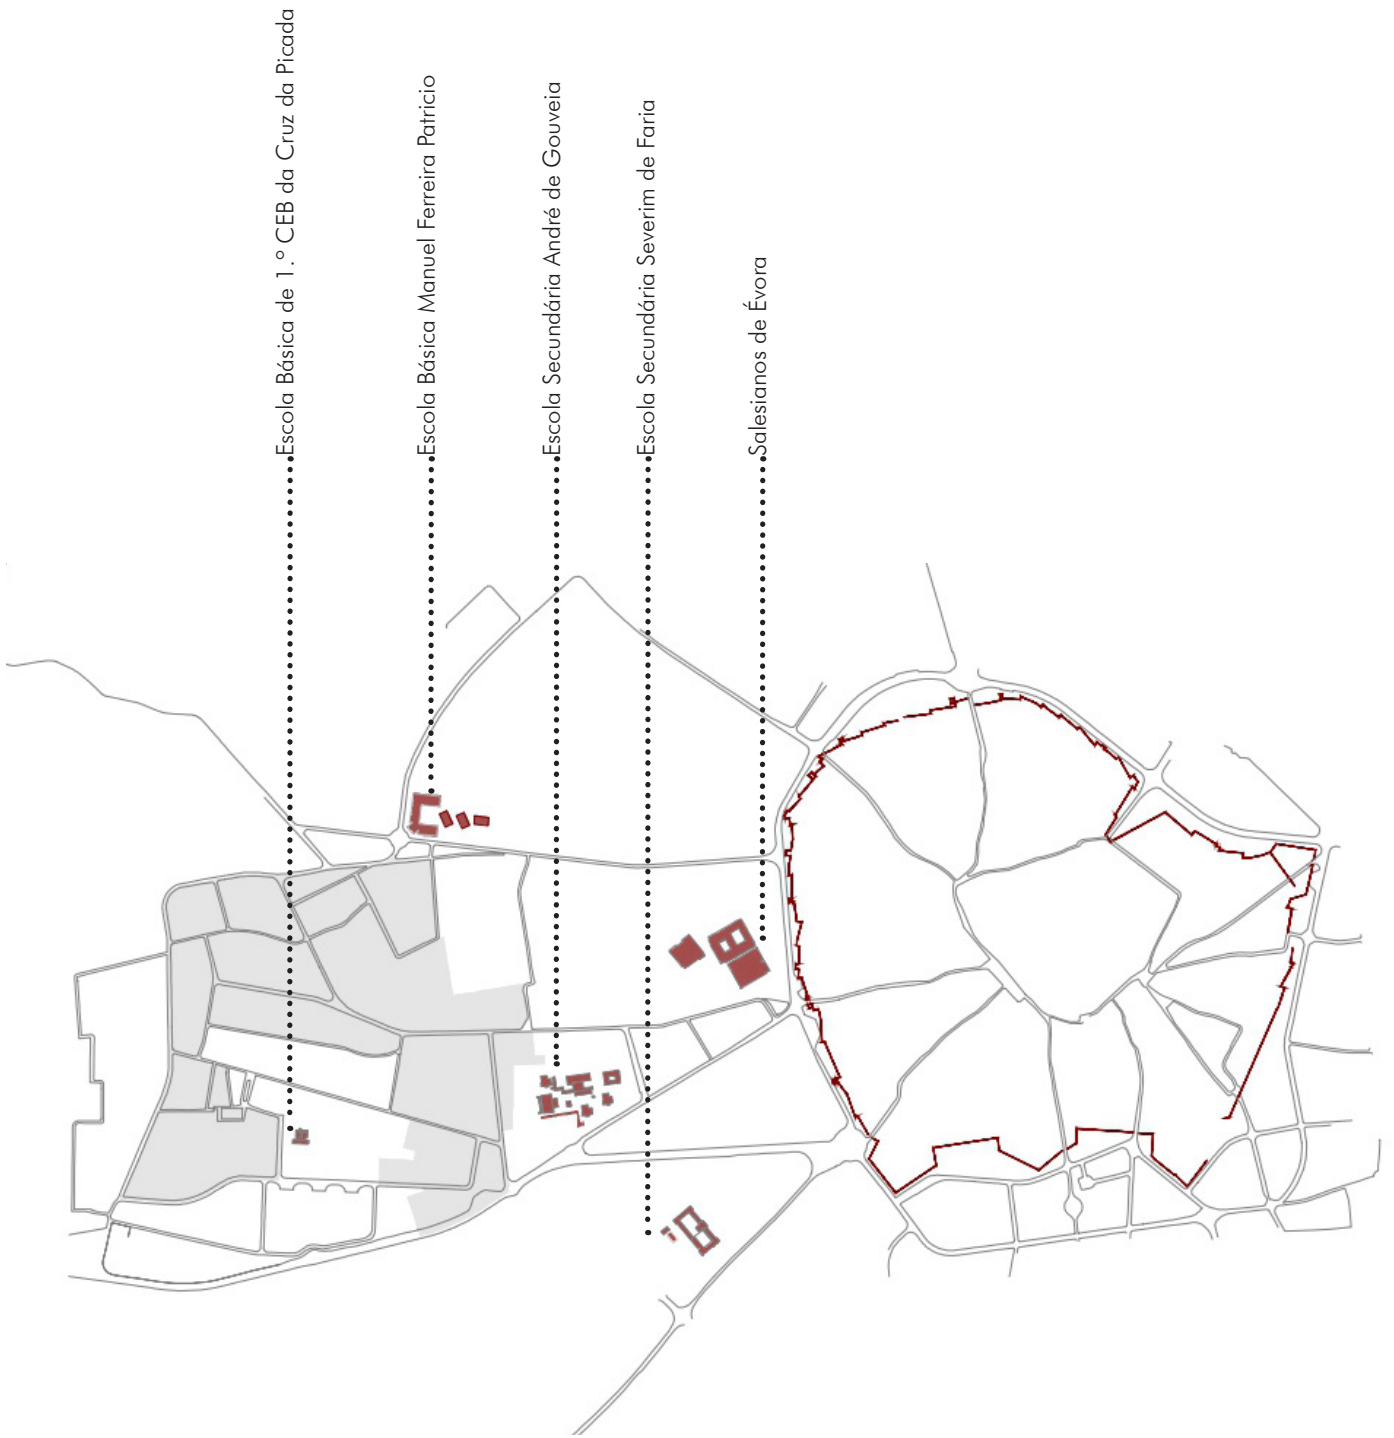 Escola Básica de 1.º CEB da Cruz da Picada
Escola Básica Manuel Ferreira Patricio
Escola Secundária André de Gouveia
Escola Secundária Severim de Faria
Salesianos de Évora